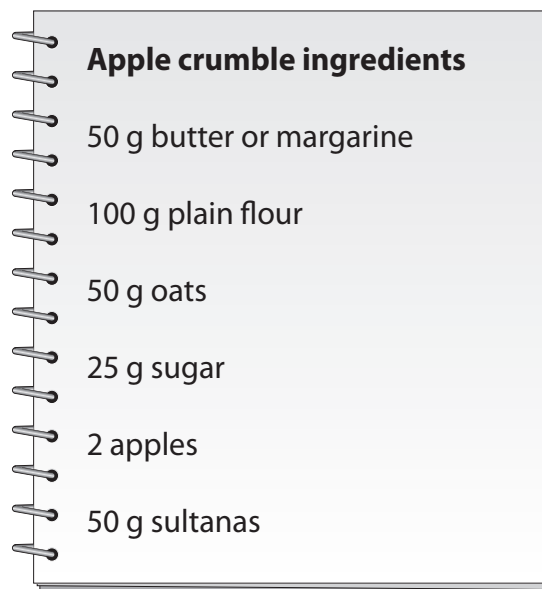 Apple crumble ingredients
50 g butter or margarine
100 g plain flour
50 g oats
25 g sugar
2 apples
50 g sultanas